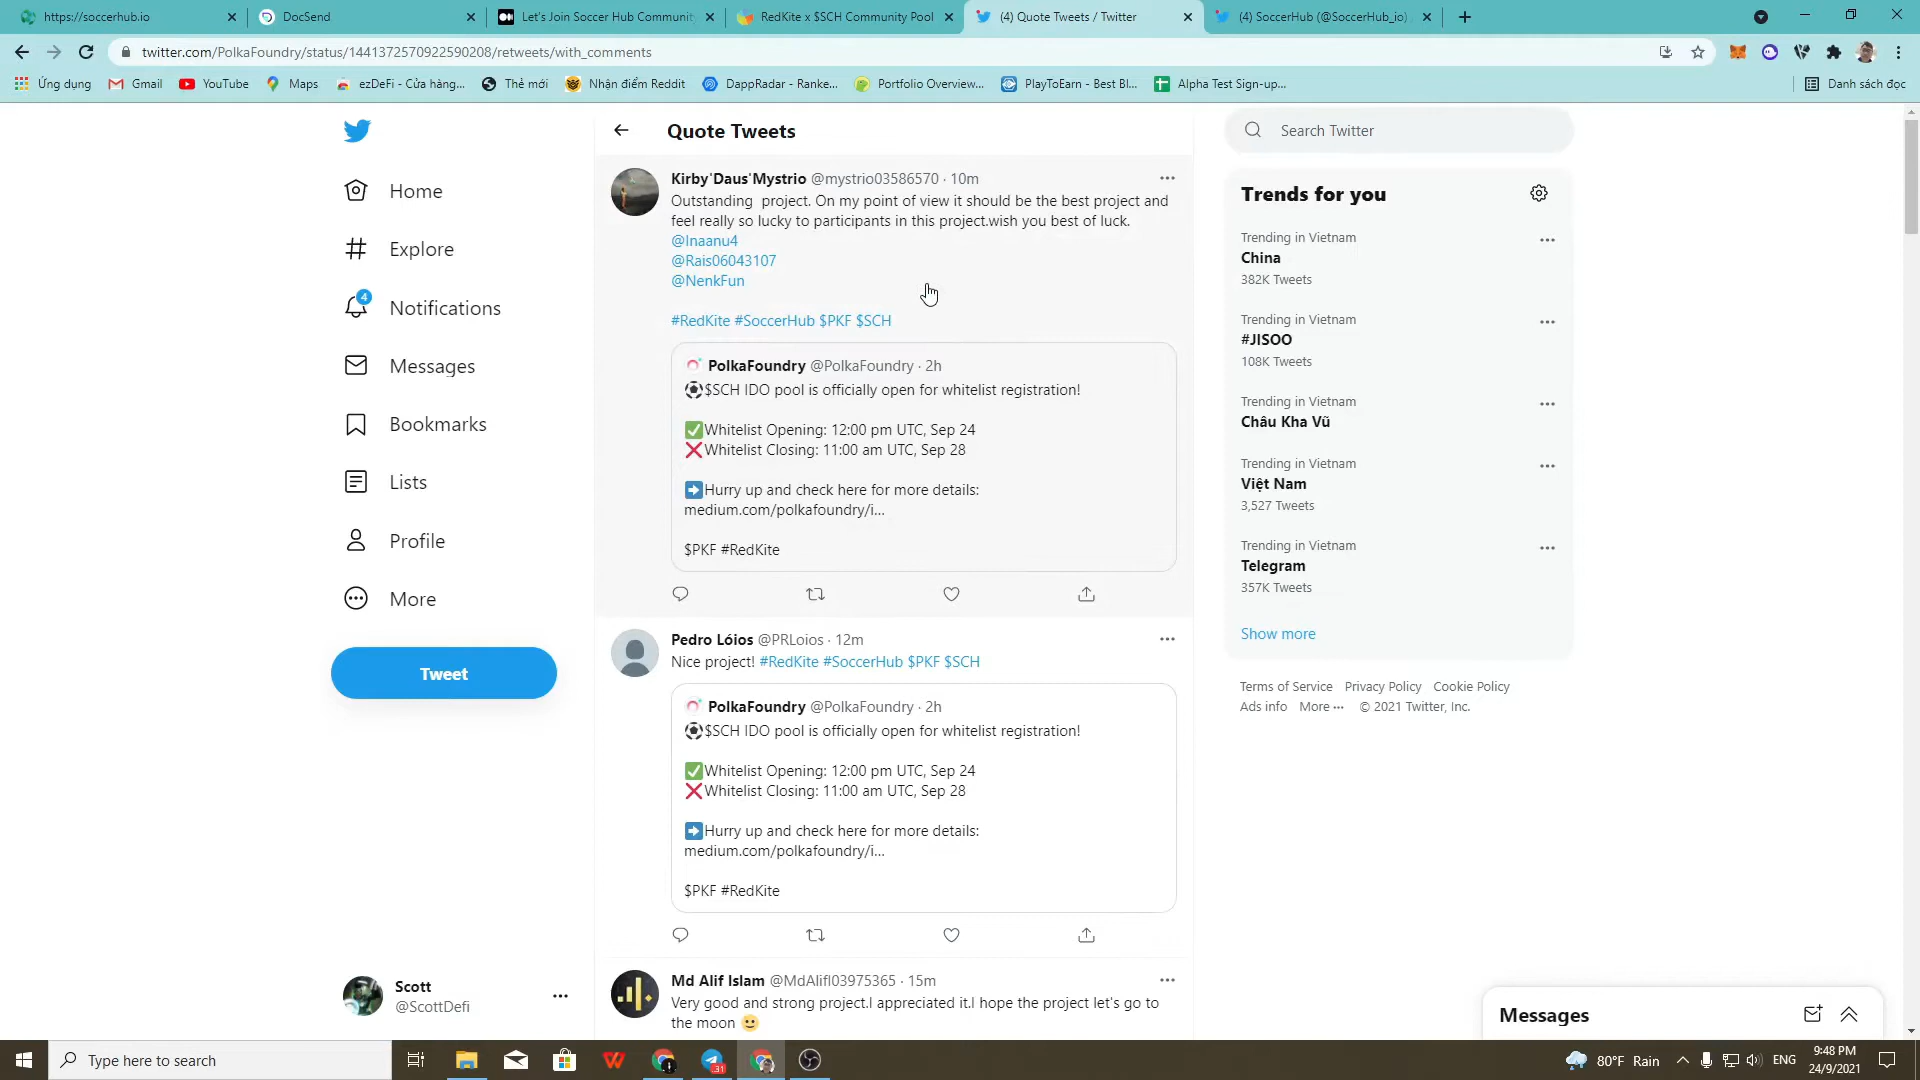 https://soccerhub.io
DocSend
Let's Join Soccer Hub Communit
RedKite x $SCH Community Pool
(4) Quote Tweets / Twitter
(4) SoccerHub (@SoccerHub_io)
twitter.com/PolkaFoundry/status/1441372570922590208/retweets/with_comments
Ứng dụng
Gmail
YouTube
Maps
ezDeFi - Cửa hàng...
Thẻ mới
Nhận điểm Reddit
DappRadar - Ranke...
Portfolio Overview...
PlayToEarn - Best Bl...
Alpha Test Sign-up...
Danh sách đọc
Home
Explore
4
Notifications
Messages
Bookmarks
Lists
Profile
More
Tweet
Scott
@ScottDefi
Quote Tweets
Kirby'Daus'Mystrio @mystrio03586570 · 10m
Outstanding project. On my point of view it should be the best project and
feel really so lucky to participants in this project.wish you best of luck.
@Inaanu4
@Rais06043107
@NenkFun
#RedKite #SoccerHub $PKF $SCH
PolkaFoundry @PolkaFoundry · 2h
⚽$SCH IDO pool is officially open for whitelist registration!
✅Whitelist Opening: 12:00 pm UTC, Sep 24
❌Whitelist Closing: 11:00 am UTC, Sep 28
➡Hurry up and check here for more details:
medium.com/polkafoundry/i...
$PKF #RedKite
Pedro Lóios @PRLoios · 12m
Nice project! #RedKite #SoccerHub $PKF $SCH
PolkaFoundry @PolkaFoundry · 2h
⚽$SCH IDO pool is officially open for whitelist registration!
✅Whitelist Opening: 12:00 pm UTC, Sep 24
❌Whitelist Closing: 11:00 am UTC, Sep 28
➡Hurry up and check here for more details:
medium.com/polkafoundry/i...
$PKF #RedKite
Md Alif Islam @MdAlifl03975365 · 15m
Very good and strong project.I appreciated it.I hope the project let's go to
the moon 🙂
Search Twitter
Trends for you
Trending in Vietnam
China
382K Tweets
Trending in Vietnam
#JISOO
108K Tweets
Trending in Vietnam
Châu Kha Vũ
Trending in Vietnam
Việt Nam
3,527 Tweets
Trending in Vietnam
Telegram
357K Tweets
Show more
Terms of Service Privacy Policy Cookie Policy
Ads info More ··· © 2021 Twitter, Inc.
Messages
Type here to search
31
80°F Rain
ENG
9:48 PM
24/9/2021